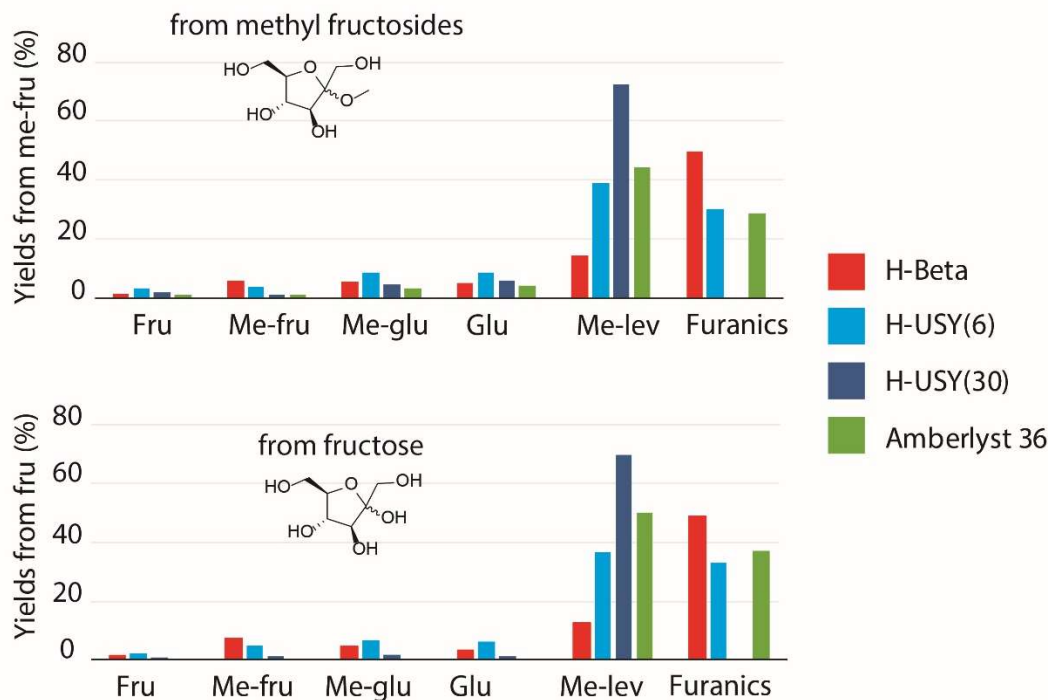 from methyl fructosides
Yields from me-fru (%)
80
60
40
20
0
HO
O
OH
O
HO
OH
Fru
Me-fru
Me-glu
Glu
Me-lev
Furanics
H-Beta
H-USY(6)
H-USY(30)
Amberlyst 36
from fructose
Yields from fru (%)
80
60
40
20
0
HO
O
OH
OH
HO
OH
Fru
Me-fru
Me-glu
Glu
Me-lev
Furanics